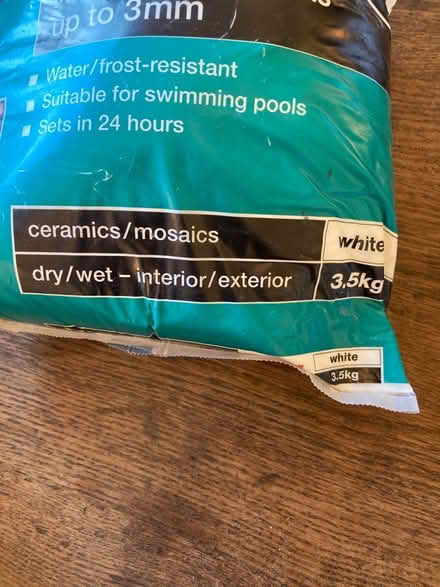 up to 3mm
Water/frost-resistant
Suitable for swimming pools
Sets in 24 hours
ceramics/mosaics white
dry/wet – interior/exterior 3.5kg
white
3.5kg